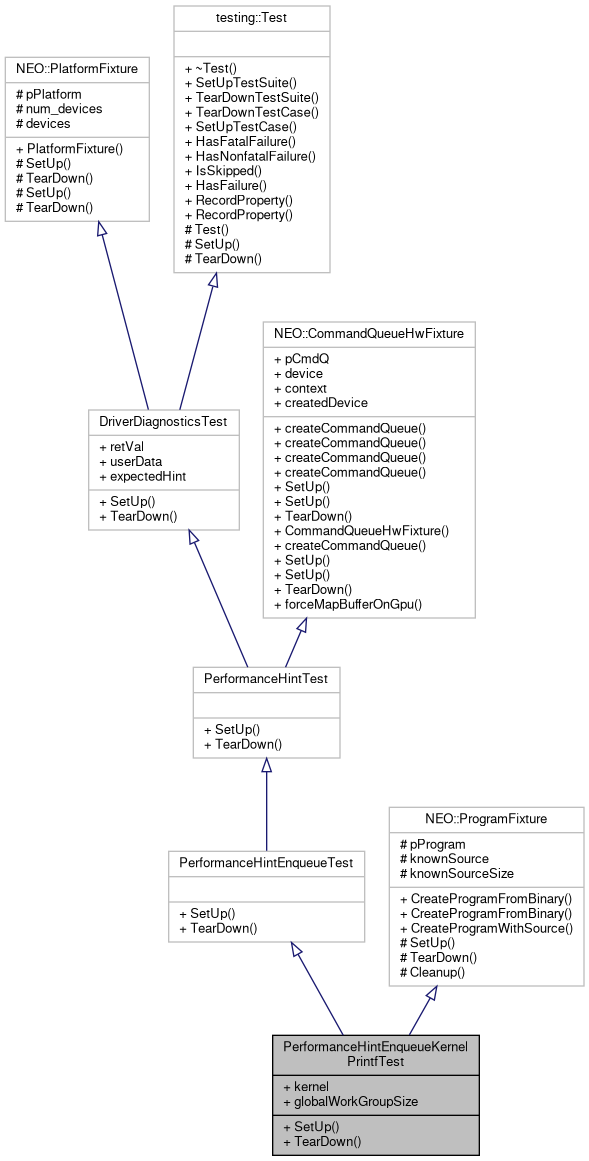 testing::Test
+ ~Test()
+ SetUpTestSuite()
+ TearDownTestSuite()
+ TearDownTestCase()
+ SetUpTestCase()
+ HasFatalFailure()
+ HasNonfatalFailure()
+ IsSkipped()
+ HasFailure()
+ RecordProperty()
+ RecordProperty()
# Test()
# SetUp()
# TearDown()
NEO::PlatformFixture
# pPlatform
# num_devices
# devices
+ PlatformFixture()
# SetUp()
# TearDown()
# SetUp()
# TearDown()
NEO::CommandQueueHwFixture
+ pCmdQ
+ device
+ context
+ createdDevice
+ createCommandQueue()
+ createCommandQueue()
+ createCommandQueue()
+ createCommandQueue()
+ SetUp()
+ SetUp()
+ TearDown()
+ CommandQueueHwFixture()
+ createCommandQueue()
+ SetUp()
+ SetUp()
+ TearDown()
+ forceMapBufferOnGpu()
DriverDiagnosticsTest
+ retVal
+ userData
+ expectedHint
+ SetUp()
+ TearDown()
PerformanceHintTest
+ SetUp()
+ TearDown()
NEO::ProgramFixture
# pProgram
# knownSource
# knownSourceSize
+ CreateProgramFromBinary()
+ CreateProgramFromBinary()
+ CreateProgramWithSource()
# SetUp()
# TearDown()
# Cleanup()
PerformanceHintEnqueueTest
+ SetUp()
+ TearDown()
PerformanceHintEnqueueKernel
PrintfTest
+ kernel
+ globalWorkGroupSize
+ SetUp()
+ TearDown()